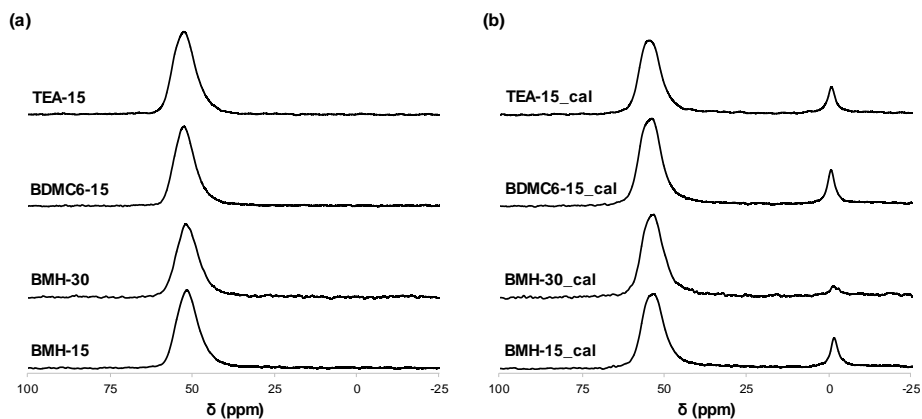 (a)
TEA-15
BDMC6-15
BMH-30
BMH-15
100 75 50 25 0 -25
δ (ppm)
(b)
TEA-15_cal
BDMC6-15_cal
BMH-30_cal
BMH-15_cal
100 75 50 25 0 -25
δ (ppm)